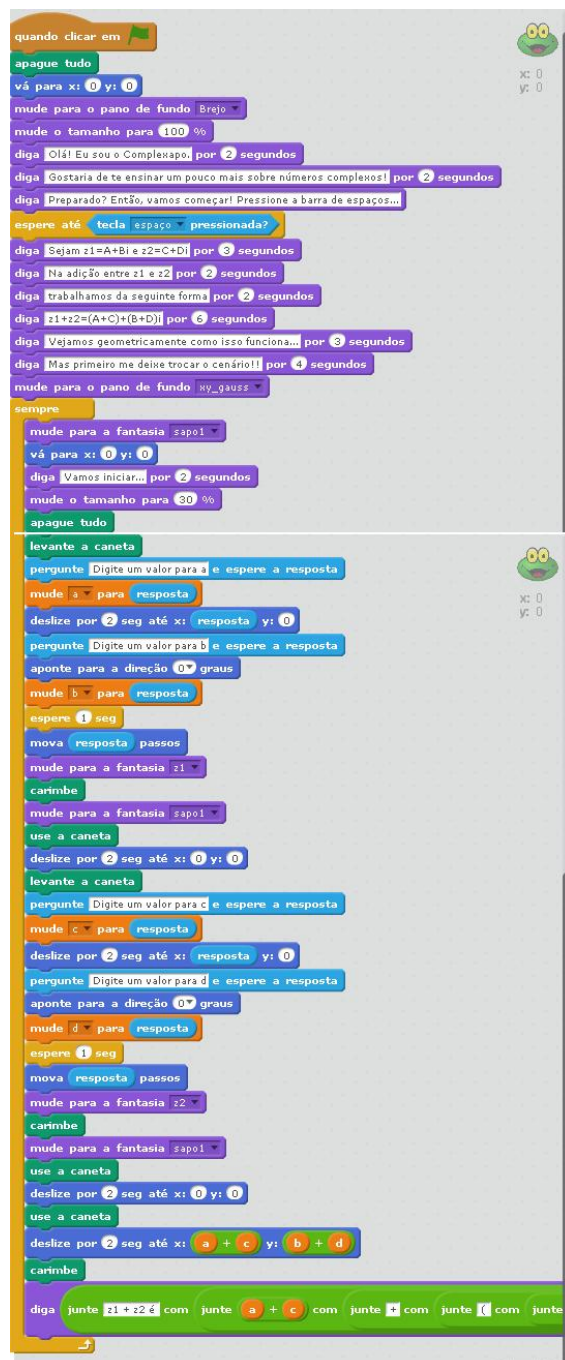 quando clicar em
apague tudo
vá para x: 0 y: 0
mude para o pano de fundo Brejo
mude o tamanho para 100 %
diga Olá! Eu sou o Complexapo. por 2 segundos
diga Gostaria de te ensinar um pouco mais sobre números complexos! por 2 segundos
diga Preparado? Então, vamos começar! Pressione a barra de espaços...
espere até tecla espaço pressionada?
diga Sejam z1=A+Bi e z2=C+Di por 3 segundos
diga Na adição entre z1 e z2 por 2 segundos
diga trabalhamos da seguinte forma por 2 segundos
diga z1+z2=(A+C)+(B+D)i por 6 segundos
diga Vejamos geometricamente como isso funciona... por 3 segundos
diga Mas primeiro me deixe trocar o cenário!! por 4 segundos
mude para o pano de fundo xy_gauss
sempre
mude para a fantasia sapo1
vá para x: 0 y: 0
diga Vamos iniciar... por 2 segundos
mude o tamanho para 30 %
apague tudo
levante a caneta
pergunte Digite um valor para a e espere a resposta
mude a para resposta
deslize por 2 seg até x: resposta y: 0
pergunte Digite um valor para b e espere a resposta
aponte para a direção 0 graus
mude b para resposta
espere 1 seg
mova resposta passos
mude para a fantasia z1
carimbe
mude para a fantasia sapo1
use a caneta
deslize por 2 seg até x: 0 y: 0
levante a caneta
pergunte Digite um valor para c e espere a resposta
mude c para resposta
deslize por 2 seg até x: resposta y: 0
pergunte Digite um valor para d e espere a resposta
aponte para a direção 0 graus
mude d para resposta
espere 1 seg
mova resposta passos
mude para a fantasia z2
carimbe
mude para a fantasia sapo1
use a caneta
deslize por 2 seg até x: 0 y: 0
use a caneta
deslize por 2 seg até x: a + c y: b + d
carimbe
diga junte z1 + z2 é com junte a + c com junte + com junte ( com junte
x: 0
y: 0
x: 0
y: 0